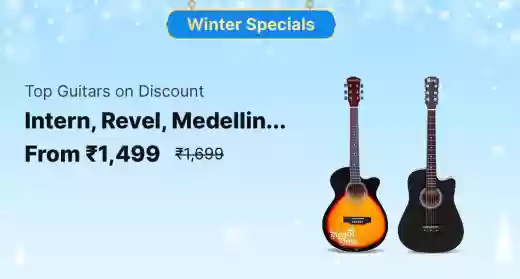 Winter Specials
Top Guitars on Discount
Intern, Revel, Medellin...
From ₹1,499 ₹1,699